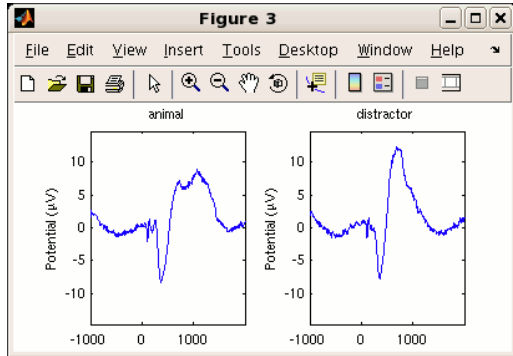 Figure 3
File Edit View Insert Tools Desktop Window Help
animal
distractor
Potential (μV)
10
5
0
-5
-10
-1000 0 1000
Potential (μV)
10
5
0
-5
-10
-1000 0 1000